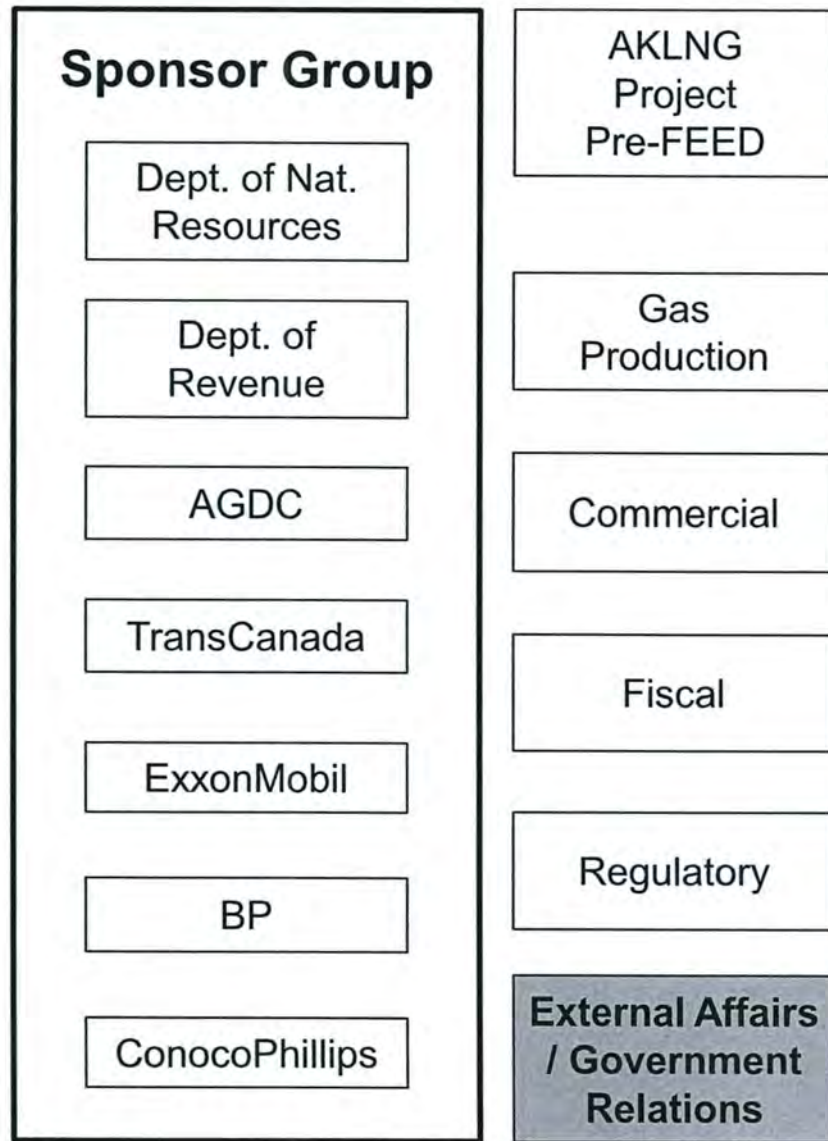 Sponsor Group
Dept. of Nat.
Resources
Dept. of
Revenue
AGDC
TransCanada
ExxonMobil
BP
ConocoPhillips
AKLNG
Project
Pre-FEED
Gas
Production
Commercial
Fiscal
Regulatory
External Affairs
/ Government
Relations